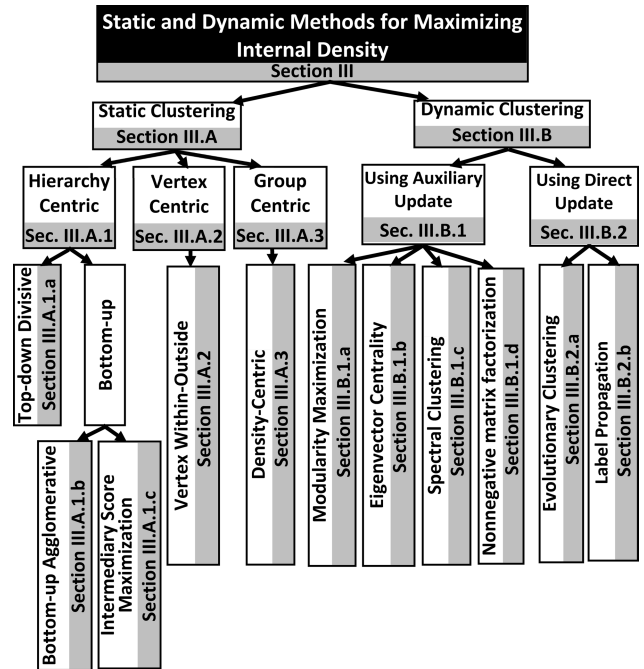 Static and Dynamic Methods for Maximizing
Internal Density
Section III
Static Clustering
Section III.A
Dynamic Clustering
Section III.B
Hierarchy
Centric
Sec. III.A.1
Vertex
Centric
Sec. III.A.2
Group
Centric
Sec. III.A.3
Using Auxiliary
Update
Sec. III.B.1
Using Direct
Update
Sec. III.B.2
Top-down Divisive
Section III.A.1.a
Bottom-up
Vertex Within-Outside
Section III.A.2
Density-Centric
Section III.A.3
Modularity Maximization
Section III.B.1.a
Eigenvector Centrality
Section III.B.1.b
Spectral Clustering
Section III.B.1.c
Nonnegative matrix factorization
Section III.B.1.d
Evolutionary Clustering
Section III.B.2.a
Label Propagation
Section III.B.2.b
Bottom-up Agglomerative
Section III.A.1.b
Intermediary Score
Maximization
Section III.A.1.c